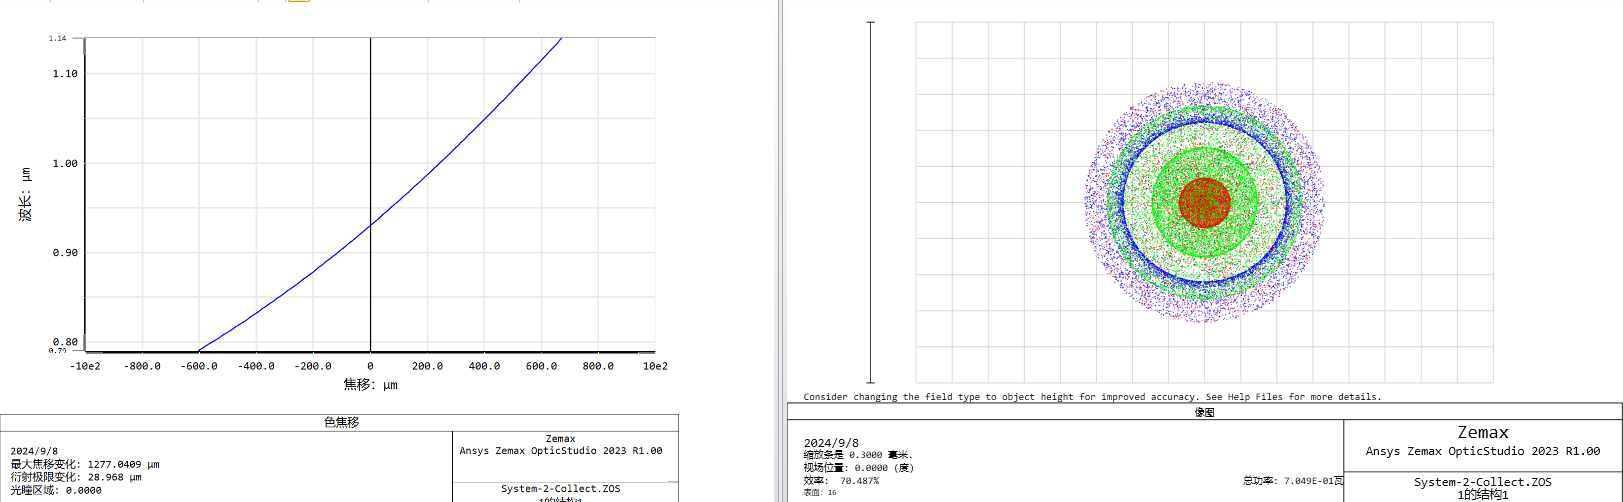 1.14
1.10
1.00
0.90
0.80
0.79
波长: μm
-10e2
-800.0
-600.0
-400.0
-200.0
0.0
200.0
400.0
600.0
800.0
10e2
焦移: μm
色焦移
2024/9/8
最大焦移变化: 1277.0409 μm
衍射极限变化: 28.968 μm
光瞳区域: 0.0000
Zemax
Ansys Zemax OpticStudio 2023 R1.00
System-2-Collect.ZOS
1的结构1
Consider changing the field type to object height for improved accuracy. See Help Files for more details.
像图
2024/9/8
缩放条是 0.3000 毫米.
视场位置: 0.0000 (度)
效率: 70.487%
总功率: 7.049E-01瓦
表面: 16
Zemax
Ansys Zemax OpticStudio 2023 R1.00
System-2-Collect.ZOS
1的结构1